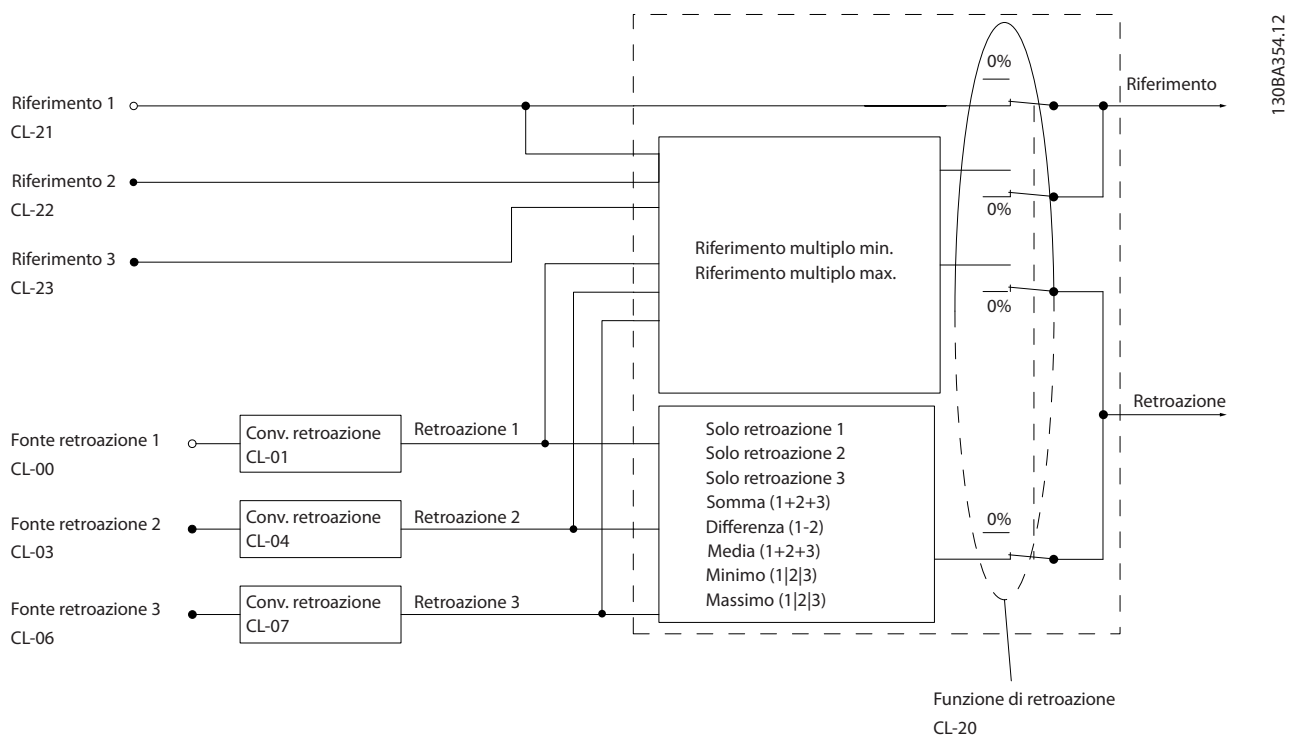 130BA354.12
0%
Riferimento
Riferimento 1
CL-21
Riferimento 2
CL-22
0%
Riferimento 3
CL-23
Riferimento multiplo min.
Riferimento multiplo max.
0%
Retroazione
Fonte retroazione 1
CL-00
Conv. retroazione
CL-01
Retroazione 1
Fonte retroazione 2
CL-03
Conv. retroazione
CL-04
Retroazione 2
Fonte retroazione 3
CL-06
Conv. retroazione
CL-07
Retroazione 3
Solo retroazione 1
Solo retroazione 2
Solo retroazione 3
Somma (1+2+3)
Differenza (1-2)
Media (1+2+3)
Minimo (1|2|3)
Massimo (1|2|3)
0%
Funzione di retroazione
CL-20